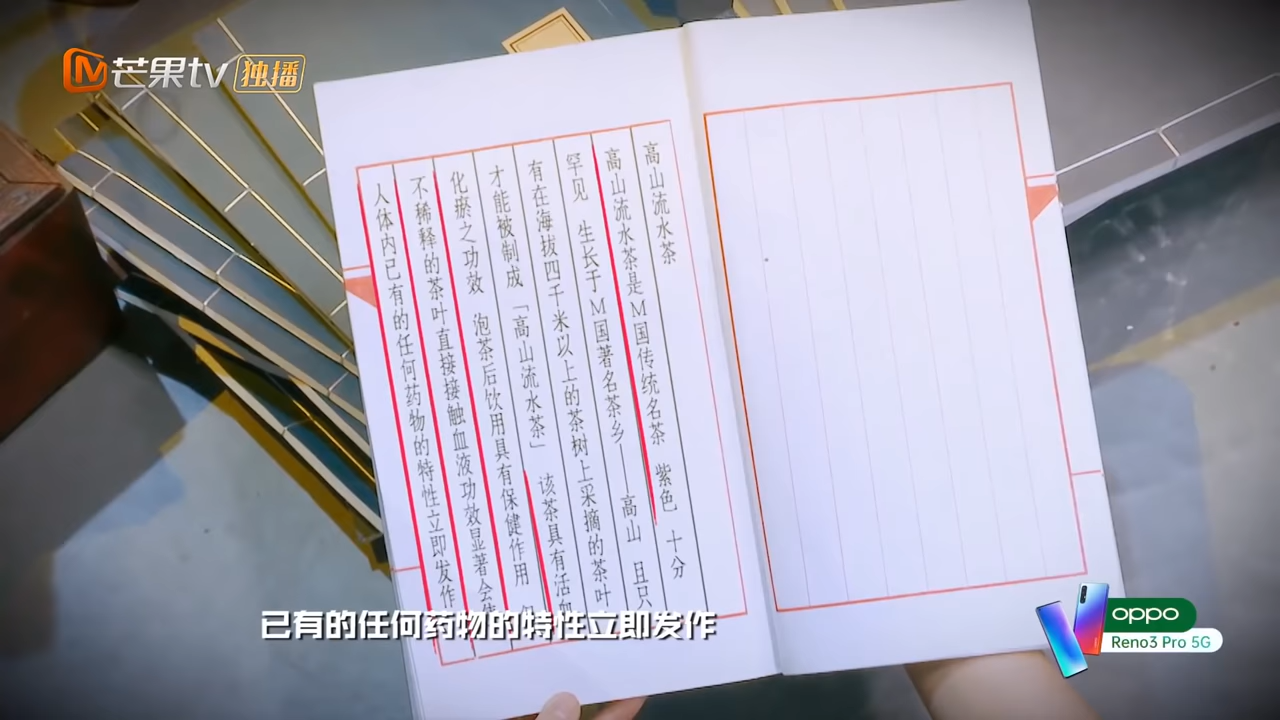 芒果tv 独播
高山流水茶
高山流水茶是M国传统名茶 紫色 十分
罕见 生长于M国著名茶乡——高山 且只
有在海拔四千米以上的茶树上采摘的茶叶
才能被制成「高山流水茶」 该茶具有活血
化瘀之功效 泡茶后饮用具有保健作用
不稀释的茶叶直接接触血液功效显著会
人体内已有的任何药物的特性立即发作
已有的任何药物的特性立即发作
oppo
Reno3 Pro 5G